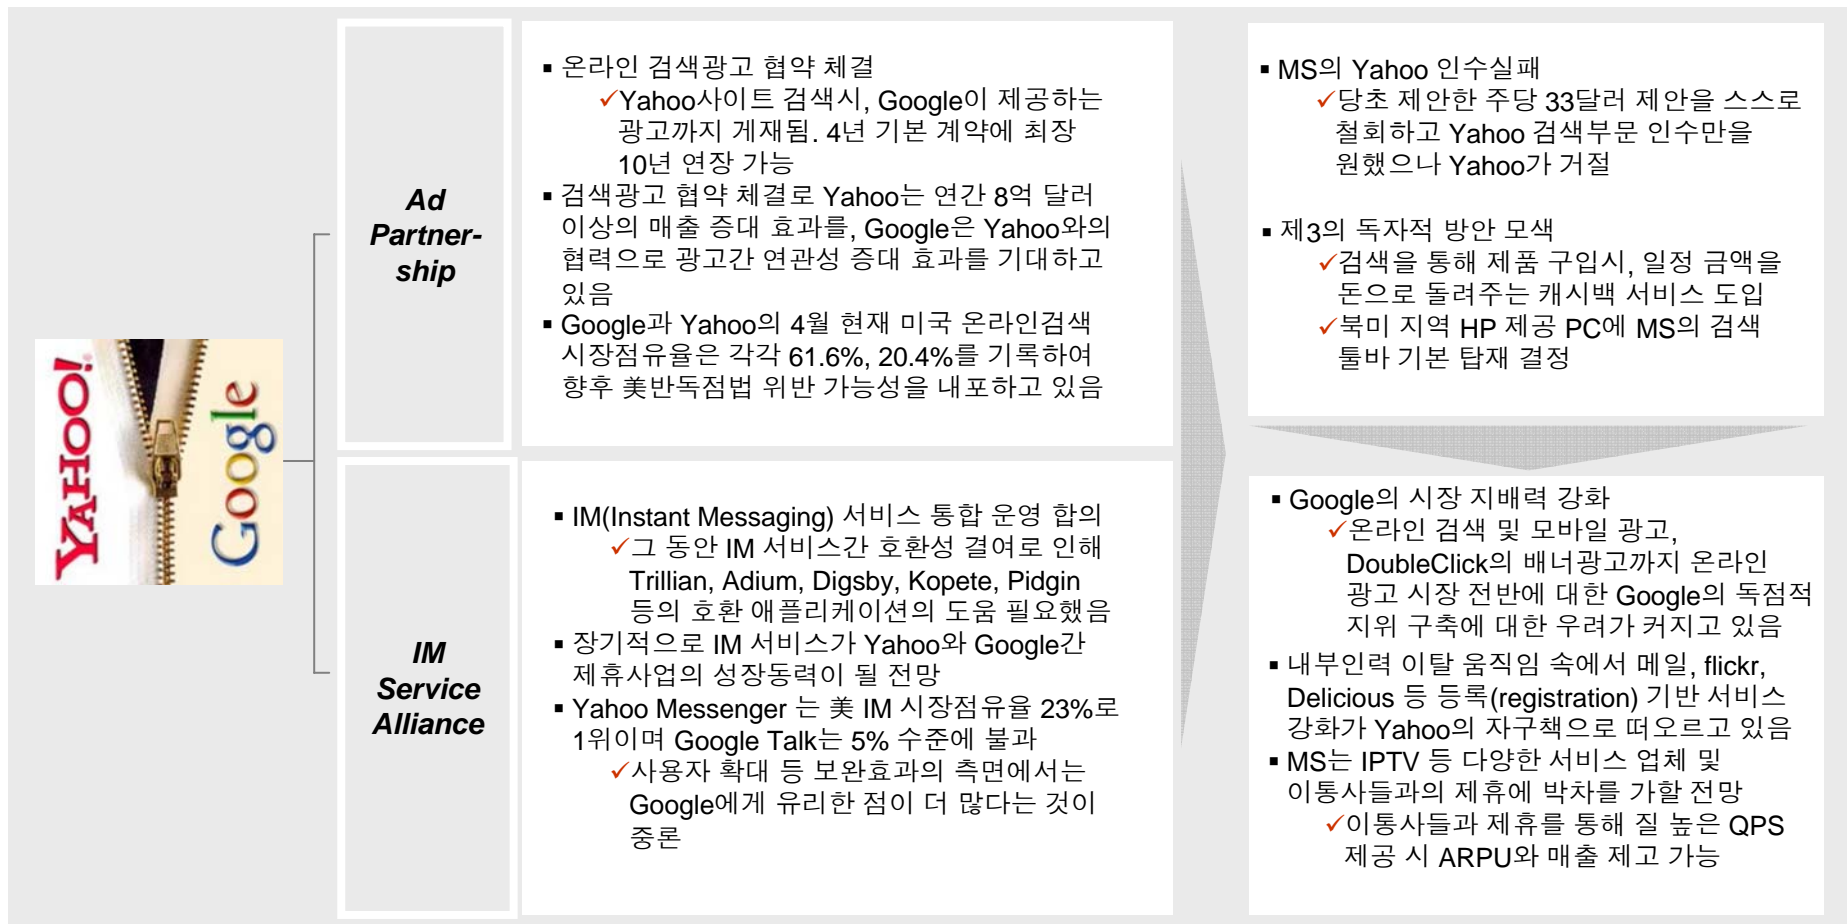 YAHOO!
Google
Ad
Partner-
ship
▪ 온라인 검색광고 협약 체결
✓Yahoo사이트 검색시, Google이 제공하는
광고까지 게재됨. 4년 기본 계약에 최장
10년 연장 가능
▪ 검색광고 협약 체결로 Yahoo는 연간 8억 달러
이상의 매출 증대 효과를, Google은 Yahoo와의
협력으로 광고간 연관성 증대 효과를 기대하고
있음
▪ Google과 Yahoo의 4월 현재 미국 온라인검색
시장점유율은 각각 61.6%, 20.4%를 기록하여
향후 美반독점법 위반 가능성을 내포하고 있음
IM
Service
Alliance
▪ IM(Instant Messaging) 서비스 통합 운영 합의
✓그 동안 IM 서비스간 호환성 결여로 인해
Trillian, Adium, Digsby, Kopete, Pidgin
등의 호환 애플리케이션의 도움 필요했음
▪ 장기적으로 IM 서비스가 Yahoo와 Google간
제휴사업의 성장동력이 될 전망
▪ Yahoo Messenger 는 美 IM 시장점유율 23%로
1위이며 Google Talk는 5% 수준에 불과
✓사용자 확대 등 보완효과의 측면에서는
Google에게 유리한 점이 더 많다는 것이
중론
▪ MS의 Yahoo 인수실패
✓당초 제안한 주당 33달러 제안을 스스로
철회하고 Yahoo 검색부문 인수만을
원했으나 Yahoo가 거절
▪ 제3의 독자적 방안 모색
✓검색을 통해 제품 구입시, 일정 금액을
돈으로 돌려주는 캐시백 서비스 도입
✓북미 지역 HP 제공 PC에 MS의 검색
툴바 기본 탑재 결정
▪ Google의 시장 지배력 강화
✓온라인 검색 및 모바일 광고,
DoubleClick의 배너광고까지 온라인
광고 시장 전반에 대한 Google의 독점적
지위 구축에 대한 우려가 커지고 있음
▪ 내부인력 이탈 움직임 속에서 메일, flickr,
Delicious 등 등록(registration) 기반 서비스
강화가 Yahoo의 자구책으로 떠오르고 있음
▪ MS는 IPTV 등 다양한 서비스 업체 및
이통사들과의 제휴에 박차를 가할 전망
✓이통사들과 제휴를 통해 질 높은 QPS
제공 시 ARPU와 매출 제고 가능